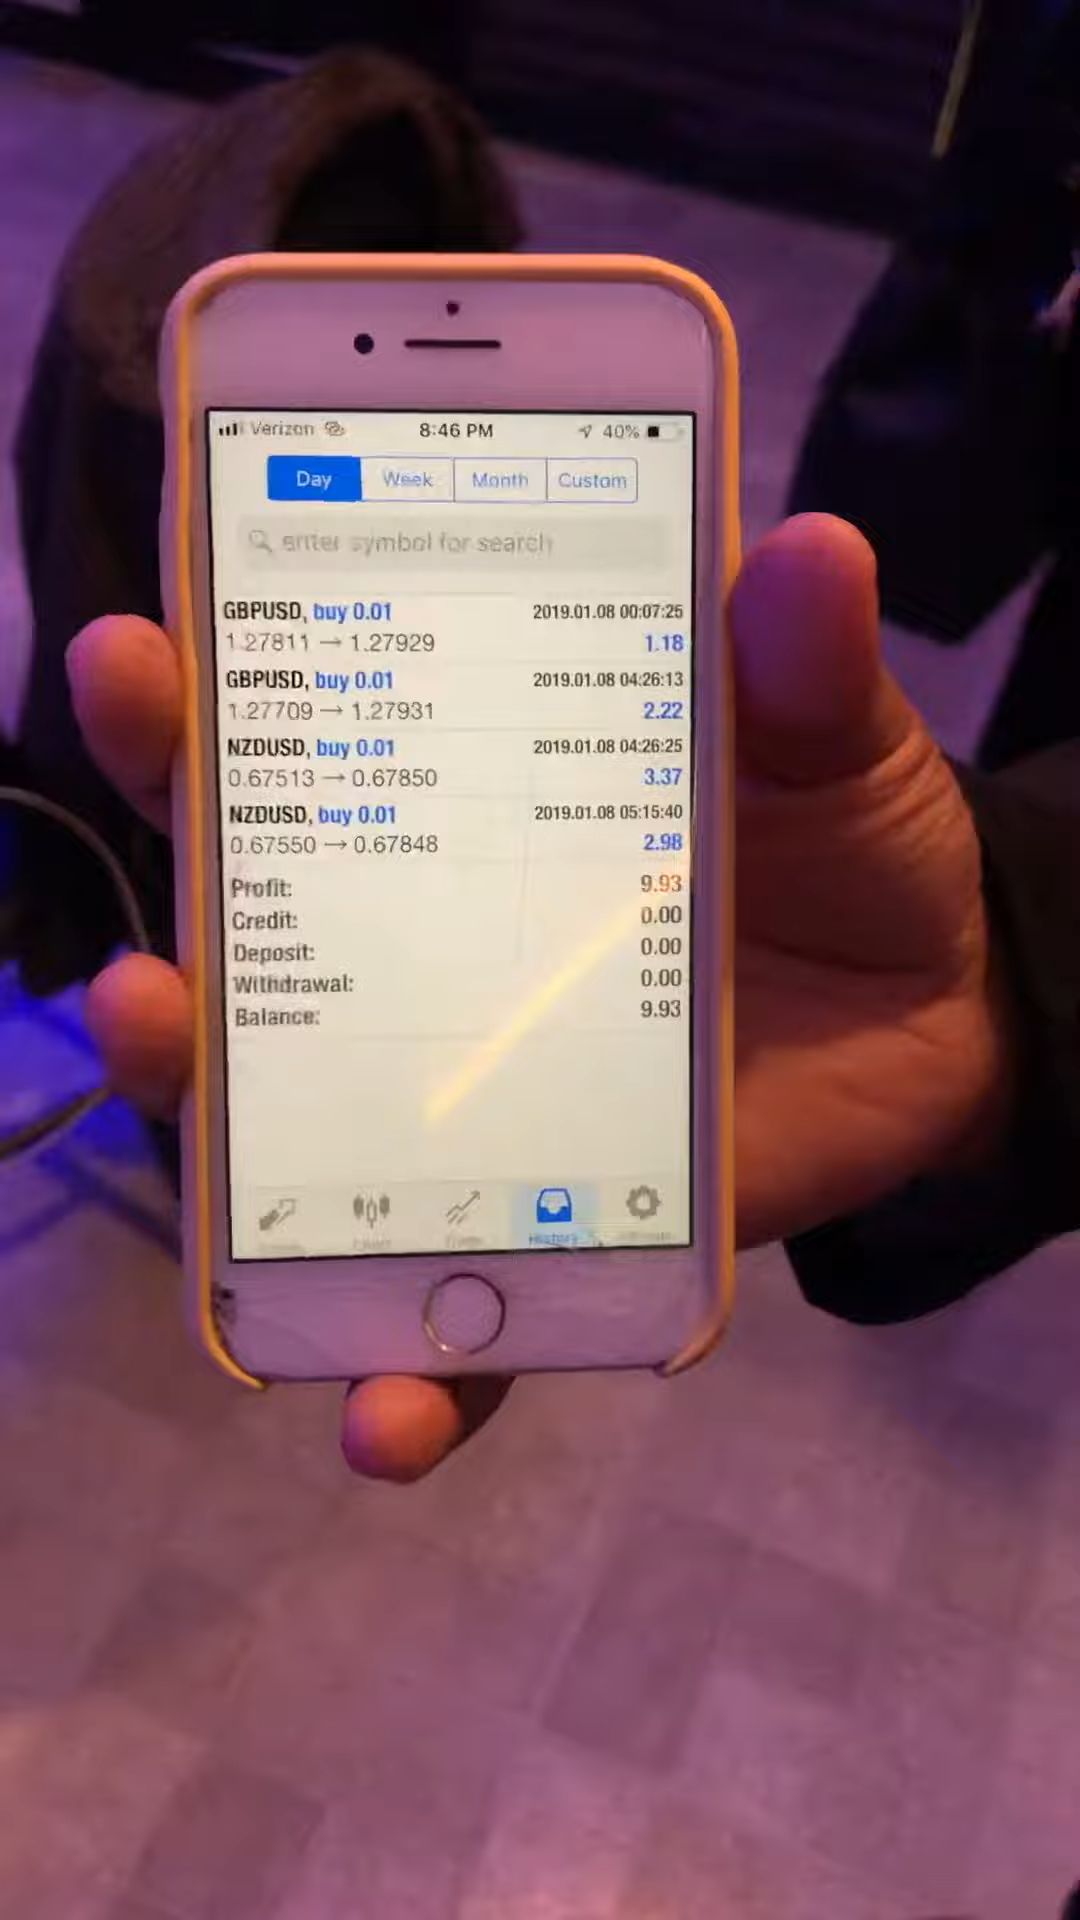 Verizon 8:46 PM 40%
Day Week Month Custom
enter symbol for search
GBPUSD, buy 0.01 2019.01.08 00:07:25
1.27811 → 1.27929 1.18
GBPUSD, buy 0.01 2019.01.08 04:26:13
1.27709 → 1.27931 2.22
NZDUSD, buy 0.01 2019.01.08 04:26:25
0.67513 → 0.67850 3.37
NZDUSD, buy 0.01 2019.01.08 05:15:40
0.67550 → 0.67848 2.98
Profit: 9.93
Credit: 0.00
Deposit: 0.00
Withdrawal: 0.00
Balance: 9.93
History